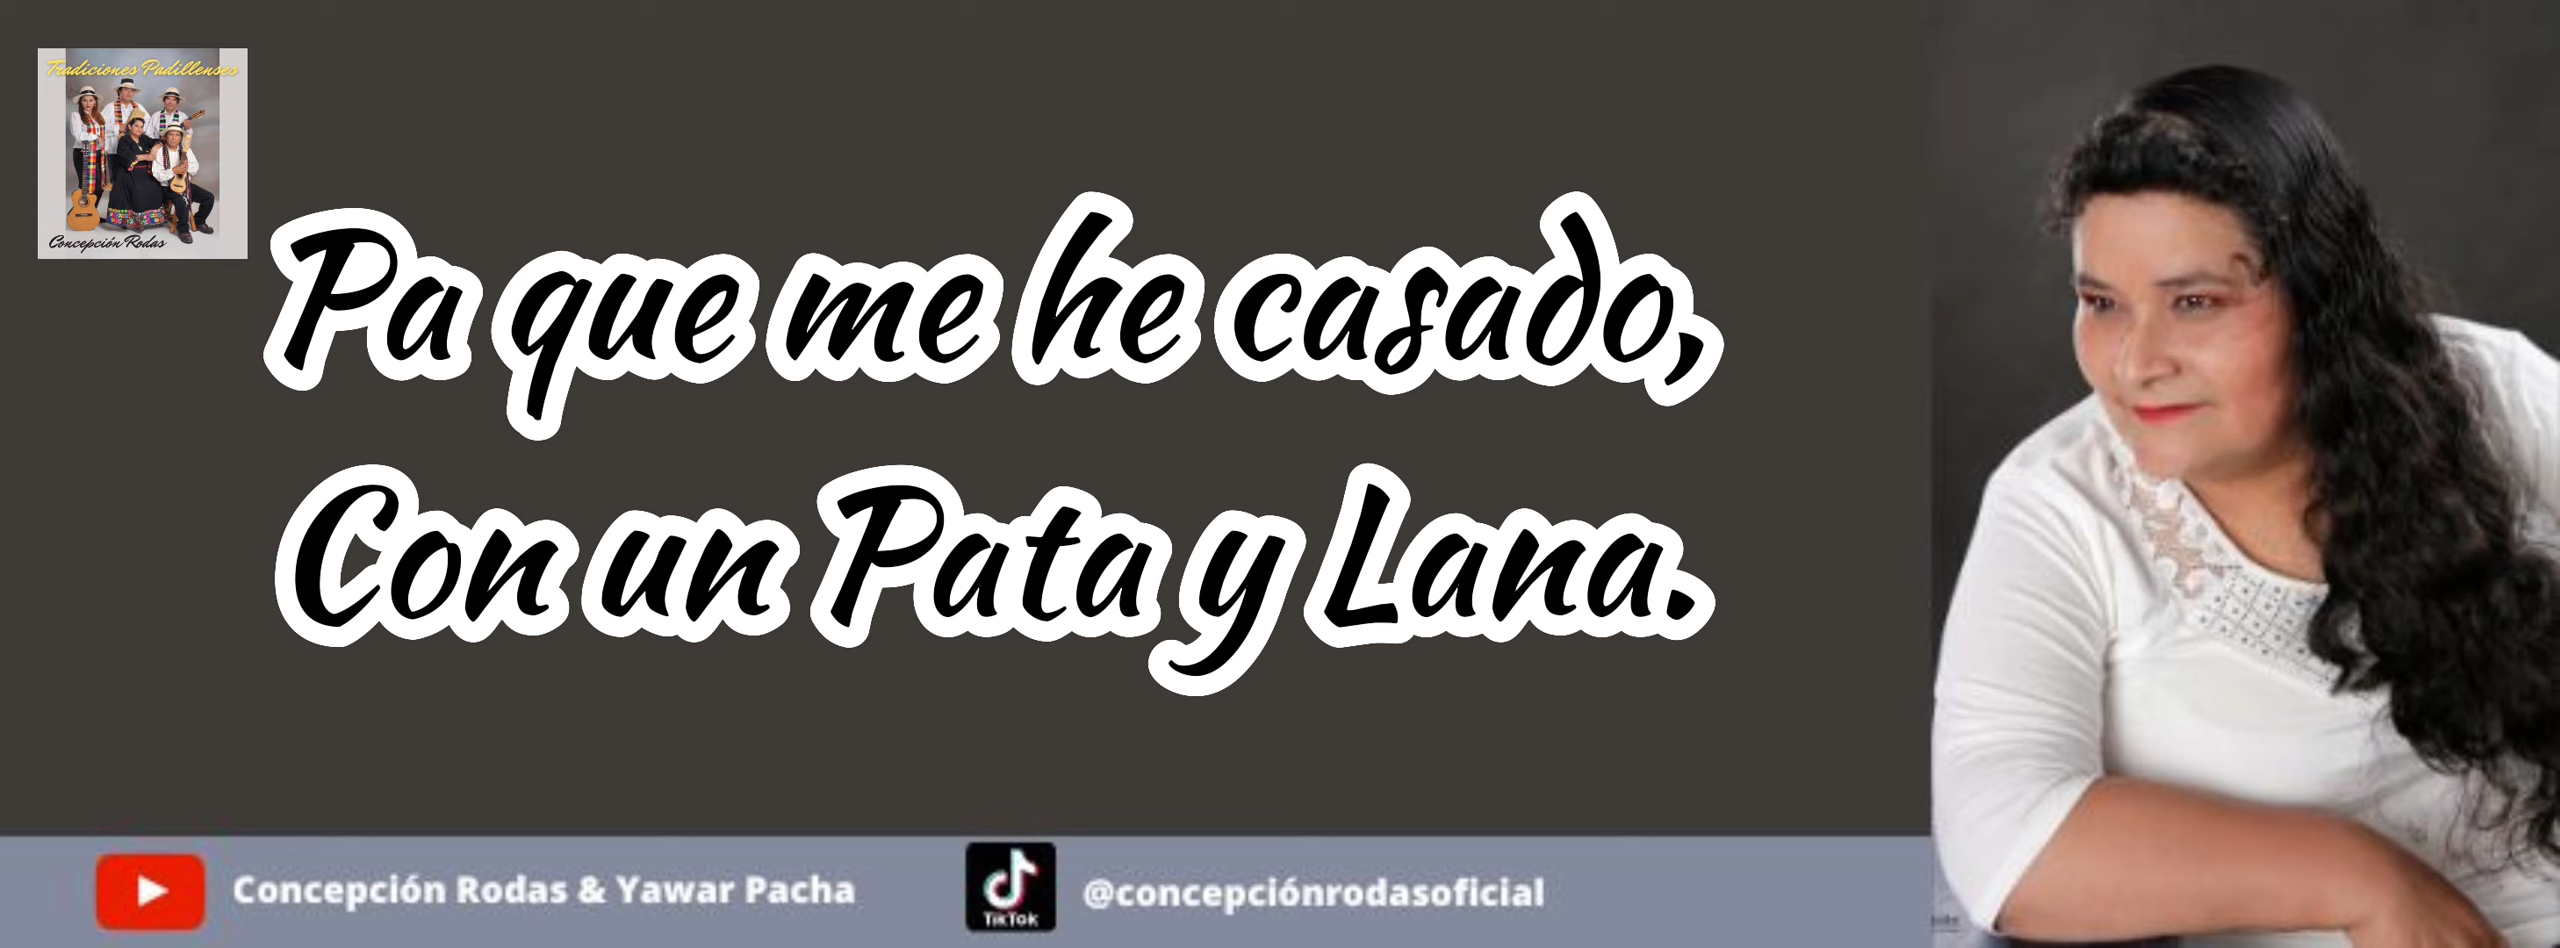 Tradiciones Padillenses
Concepción Rodas
Pa que me he casado,
Con un Pata y Lana.
Concepción Rodas & Yawar Pacha
TikTok
@concepciónrodasoficial